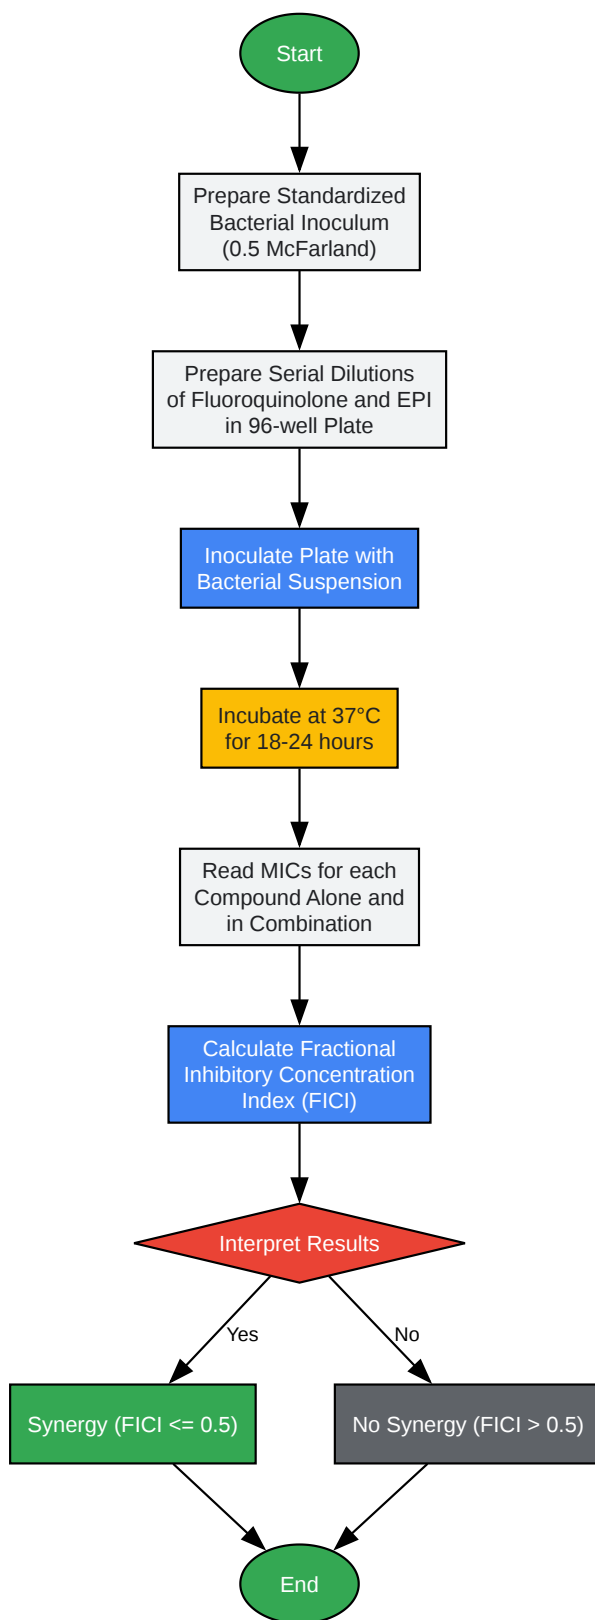 Start
Prepare Standardized
Bacterial Inoculum
(0.5 McFarland)
Prepare Serial Dilutions
of Fluoroquinolone and EPI
in 96-well Plate
Inoculate Plate with
Bacterial Suspension
Incubate at 37°C
for 18-24 hours
Read MICs for each
Compound Alone and
in Combination
Calculate Fractional
Inhibitory Concentration
Index (FICI)
Interpret Results
Yes
No
Synergy (FICI <= 0.5)
No Synergy (FICI > 0.5)
End